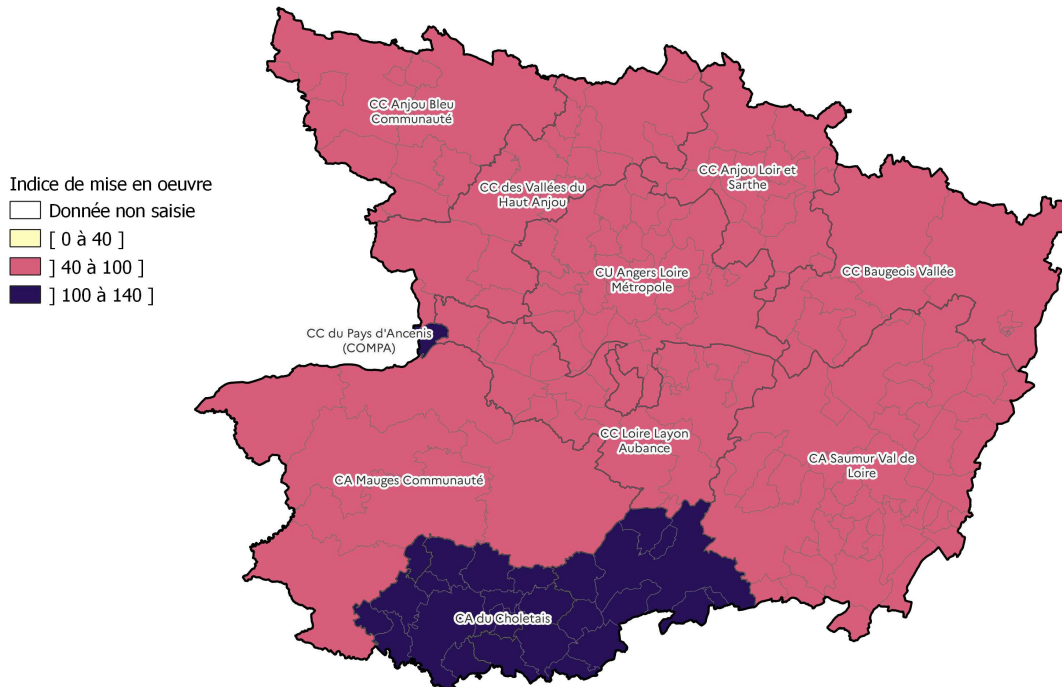 CC Anjou Bleu
Communauté
CC Anjou Loir et
Sarthe
Indice de mise en oeuvre
Donnée non saisie
[ 0 à 40 ]
] 40 à 100 ]
] 100 à 140 ]
CC des Vallées du
Haut Anjou
CU Angers Loire
Métropole
CC Baugeois Vallée
CC du Pays d'Ancenis
(COMPA)
CC Loire Layon
Aubance
CA Saumur Val de
Loire
CA Mauges Communauté
CA du Choletais